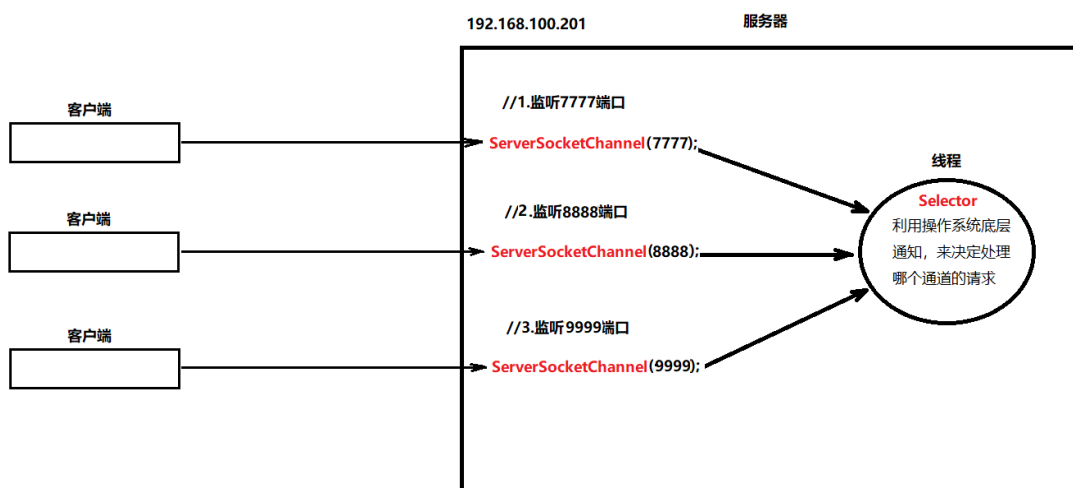 192.168.100.201
服务器
客户端
//1.监听7777端口
ServerSocketChannel(7777);
客户端
//2.监听8888端口
ServerSocketChannel(8888);
客户端
//3.监听9999端口
ServerSocketChannel(9999);
线程
Selector
利用操作系统底层
通知，来决定处理
哪个通道的请求